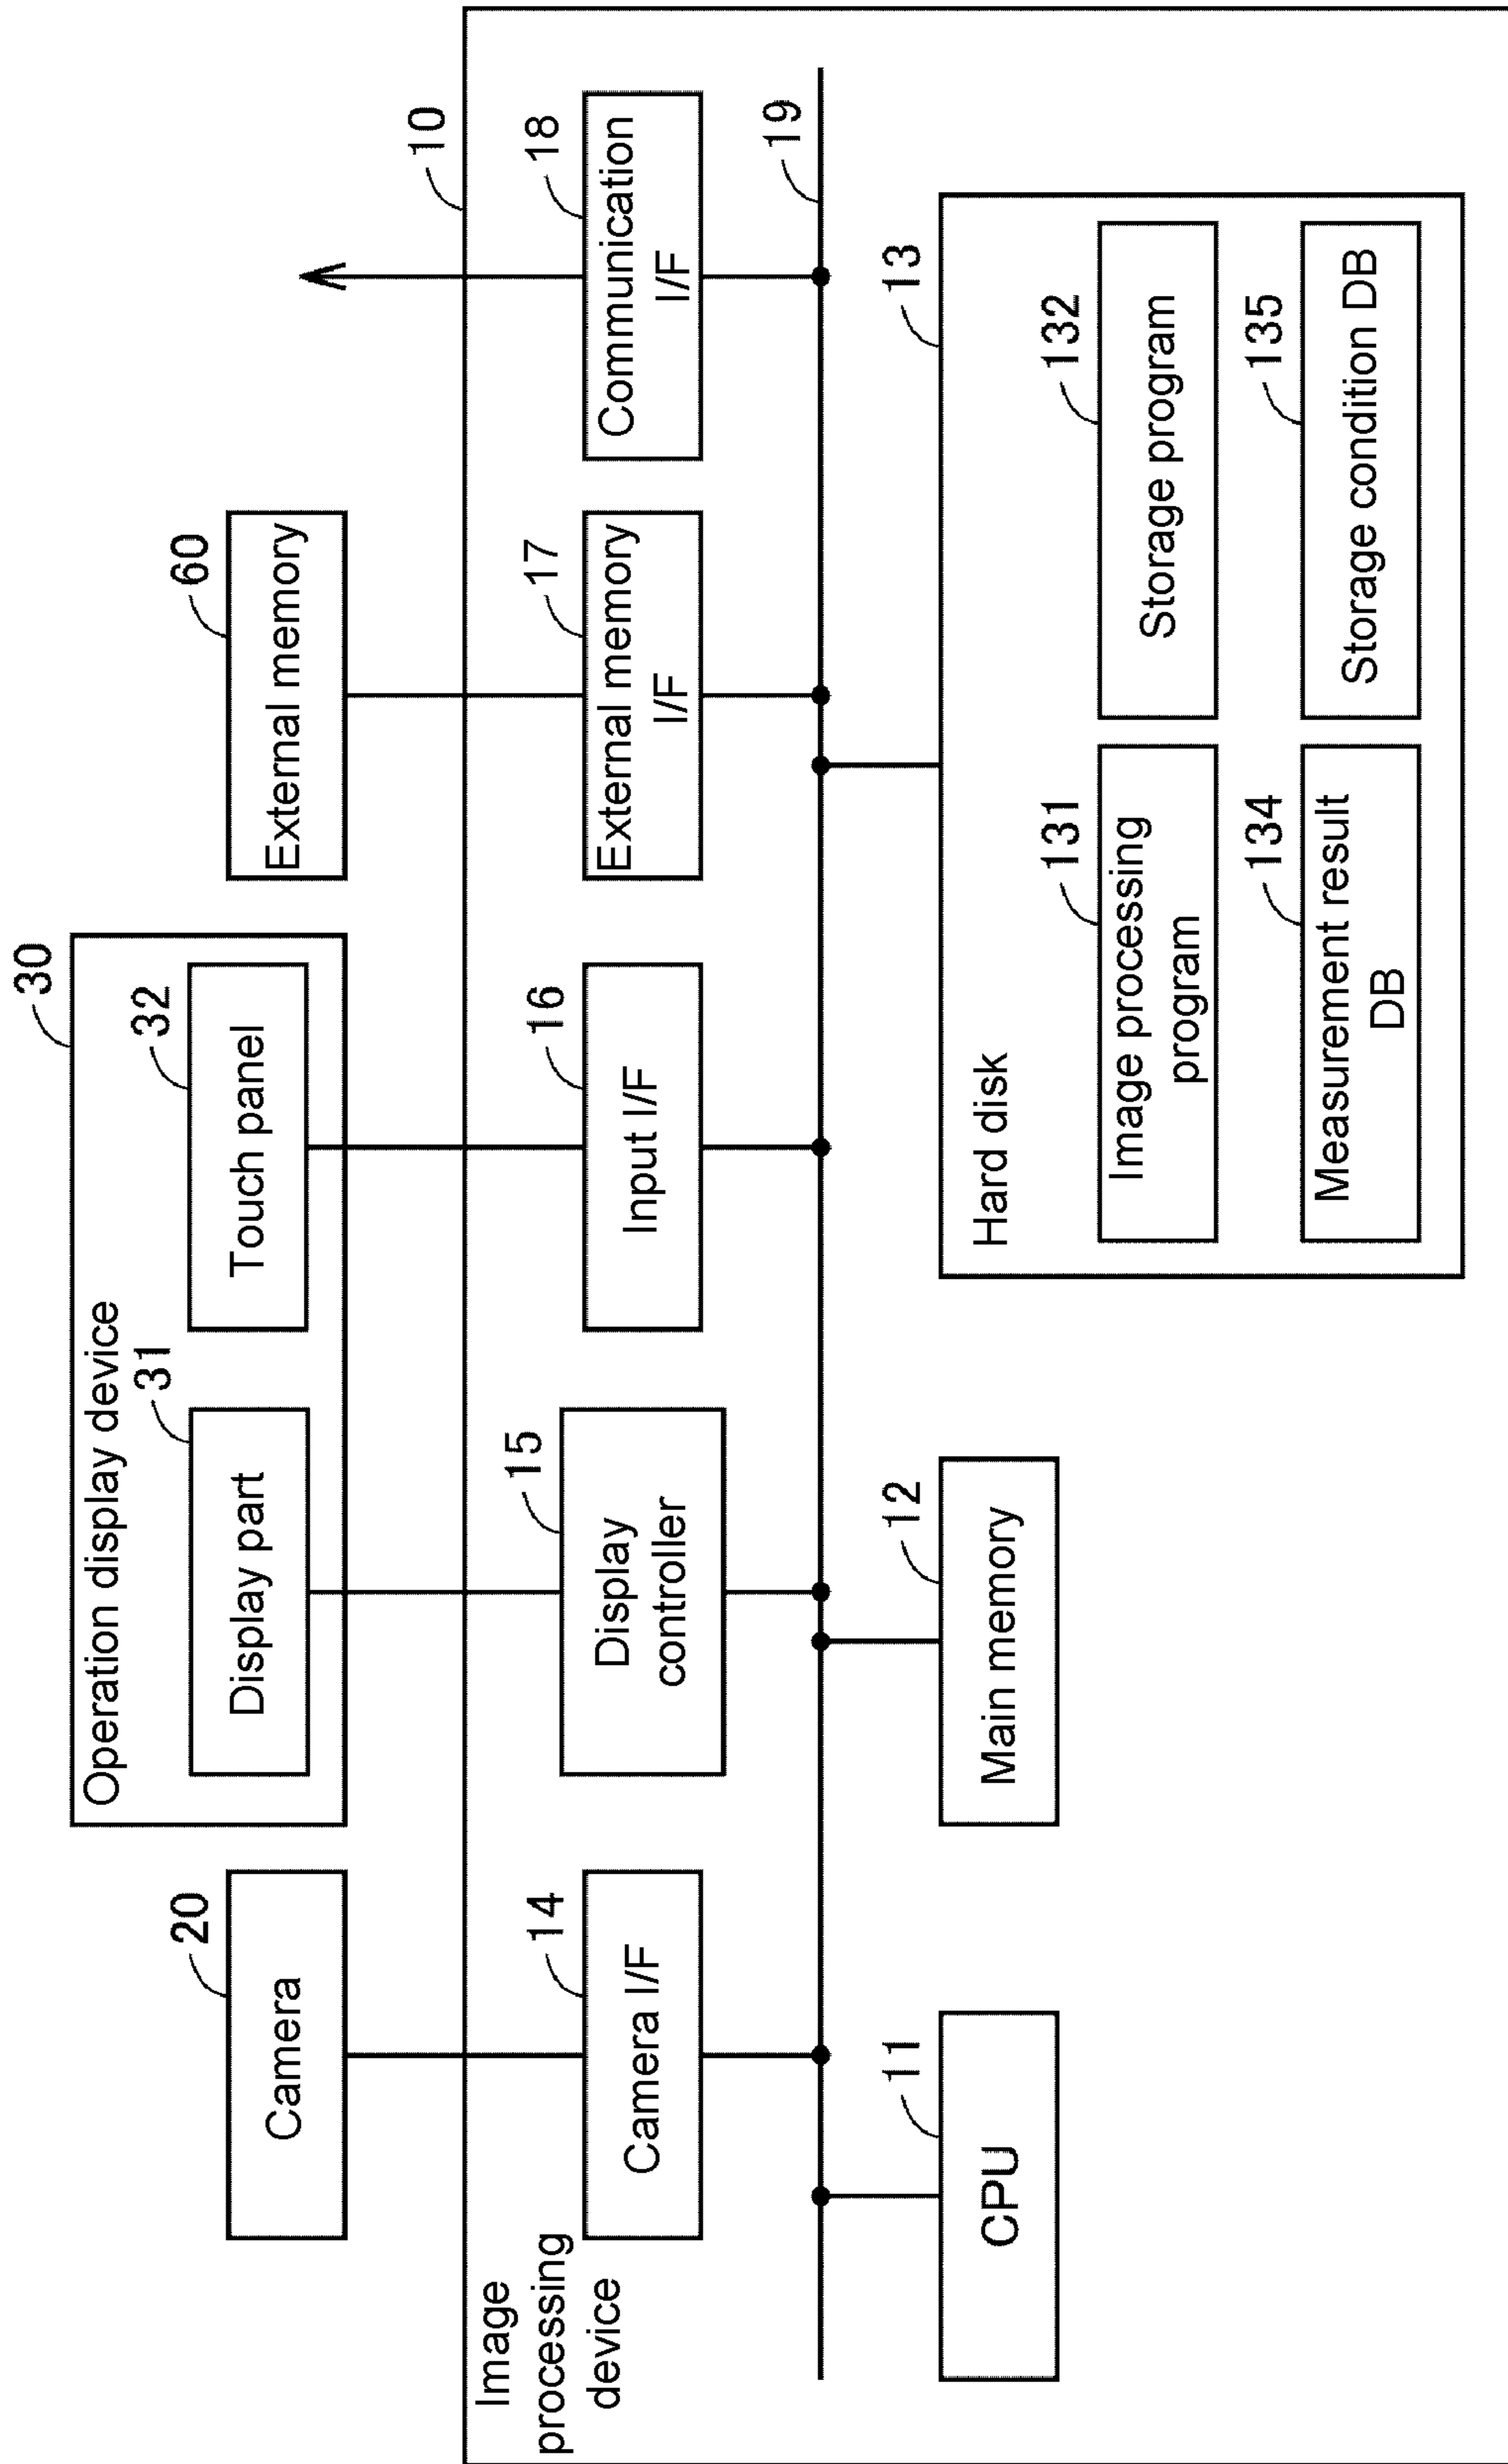 30
Operation display device
20
31
32
60
Camera
Display part
Touch panel
External memory
10
Image
processing
device
14
15
16
17
18
Camera I/F
Display
controller
Input I/F
External memory
I/F
Communication
I/F
19
11
12
13
CPU
Main memory
Hard disk
131
132
Image processing
program
Storage program
134
135
Measurement result
DB
Storage condition DB